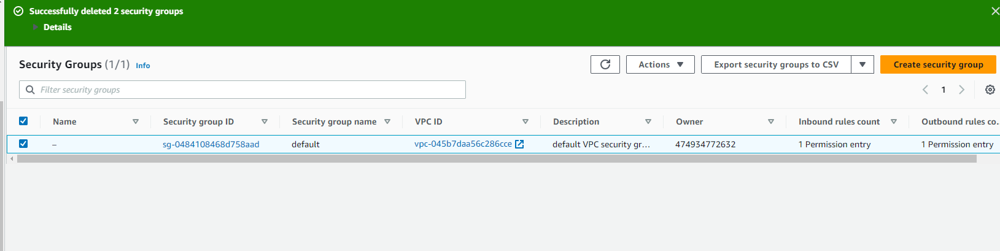 Successfully deleted 2 security groups
Details
Security Groups (1/1) Info
Actions
Export security groups to CSV
Create security group
Filter security groups
1
Name Security group ID Security group name VPC ID Description Owner Inbound rules count Outbound rules co...
– sg-0484108468d758aad default vpc-045b7daa56c286cce default VPC security gr... 474934772632 1 Permission entry 1 Permission entry